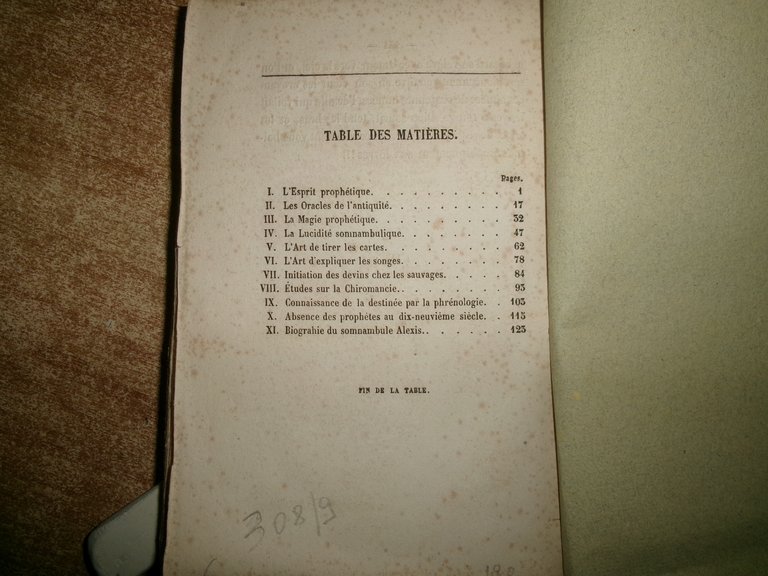 TABLE DES MATIÈRES.
Pages.
I. L'Esprit prophétique. . . . . . . . . . . 1
II. Les Oracles de l'antiquité. . . . . . . . . 17
III. La Magie prophétique. . . . . . . . . . 32
IV. La Lucidité somnambulique. . . . . . . . 47
V. L'Art de tirer les cartes. . . . . . . . . 62
VI. L'Art d'expliquer les songes. . . . . . . . 78
VII. Initiation des devins chez les sauvages. . . . . 84
VIII. Études sur la Chiromancie. . . . . . . . 93
IX. Connaissance de la destinée par la phrénologie. . 103
X. Absence des prophètes au dix-neuvième siècle. . 115
XI. Biograhie du somnambule Alexis. . . . . . . 123
FIN DE LA TABLE.
308/9